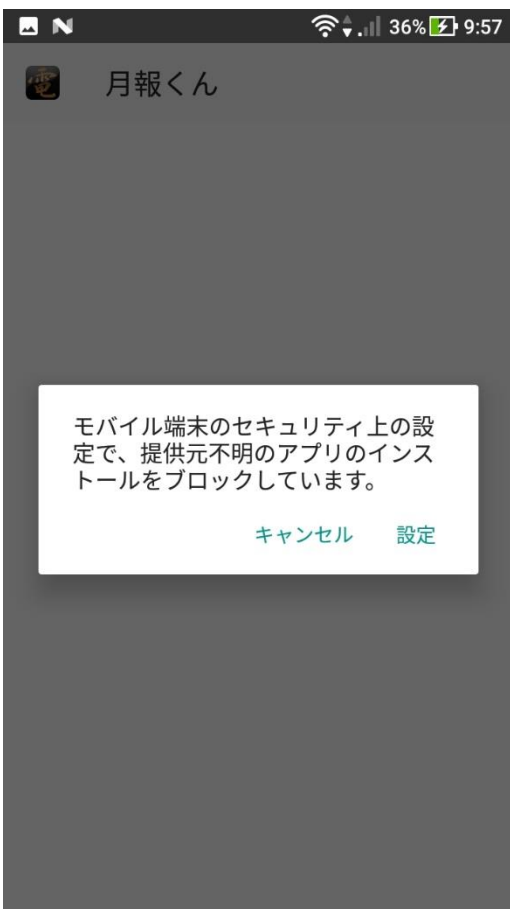 36% 9:57
電 月報くん
モバイル端末のセキュリティ上の設
定で、提供元不明のアプリのインス
トールをブロックしています。
キャンセル 設定